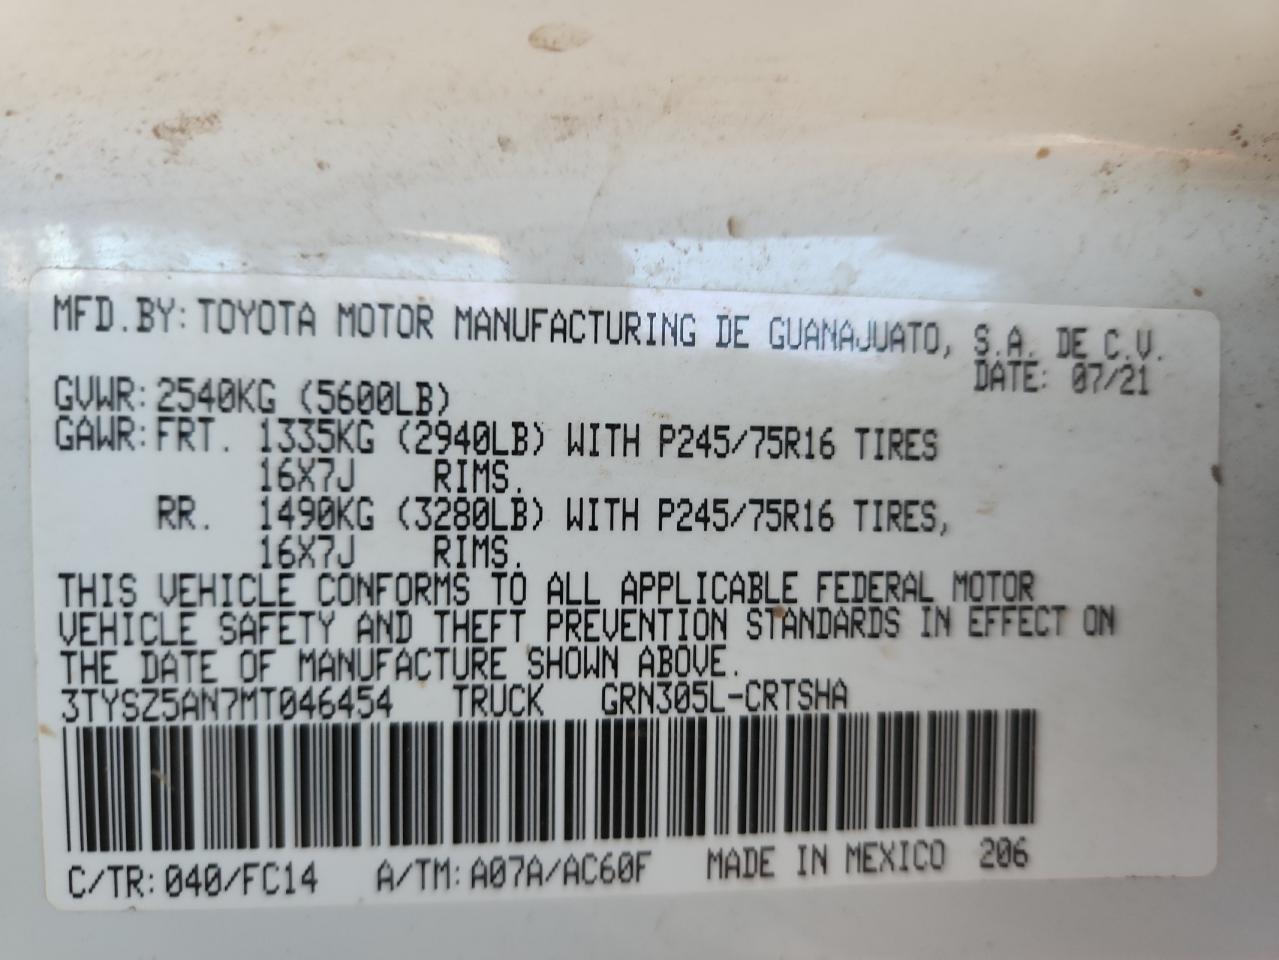 MFD.BY: TOYOTA MOTOR MANUFACTURING DE GUANAJUATO, S.A. DE C.V.
DATE: 07/21
GVWR: 2540KG (5600LB)
GAWR: FRT. 1335KG (2940LB) WITH P245/75R16 TIRES
16X7J RIMS.
RR. 1490KG (3280LB) WITH P245/75R16 TIRES,
16X7J RIMS.
THIS VEHICLE CONFORMS TO ALL APPLICABLE FEDERAL MOTOR
VEHICLE SAFETY AND THEFT PREVENTION STANDARDS IN EFFECT ON
THE DATE OF MANUFACTURE SHOWN ABOVE.
3TYSZ5AN7MT046454 TRUCK GRN305L-CRTSHA
C/TR: 040/FC14 A/TM: A07A/AC60F MADE IN MEXICO 206